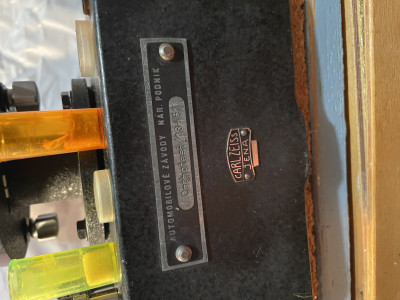 AUTOMOBILOVÉ ZÁVODY NÁR. PODNIK
CARL ZEISS
JENA